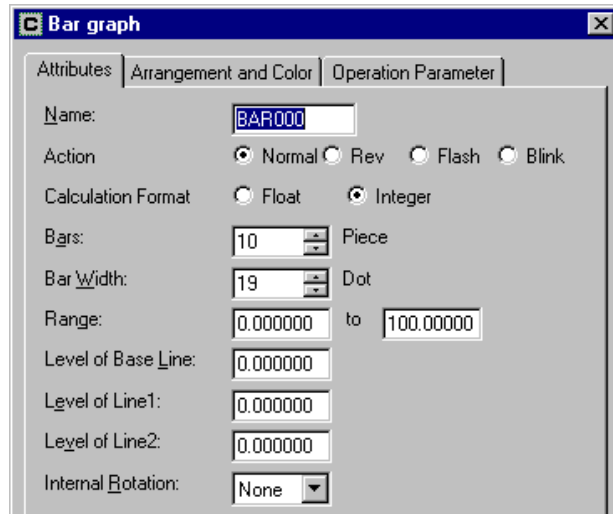 C Bar graph
Attributes Arrangement and Color Operation Parameter
Name: BAR000
Action Normal Rev Flash Blink
Calculation Format Float Integer
Bars: 10 Piece
Bar Width: 19 Dot
Range: 0.000000 to 100.00000
Level of Base Line: 0.000000
Level of Line1: 0.000000
Level of Line2: 0.000000
Internal Rotation: None